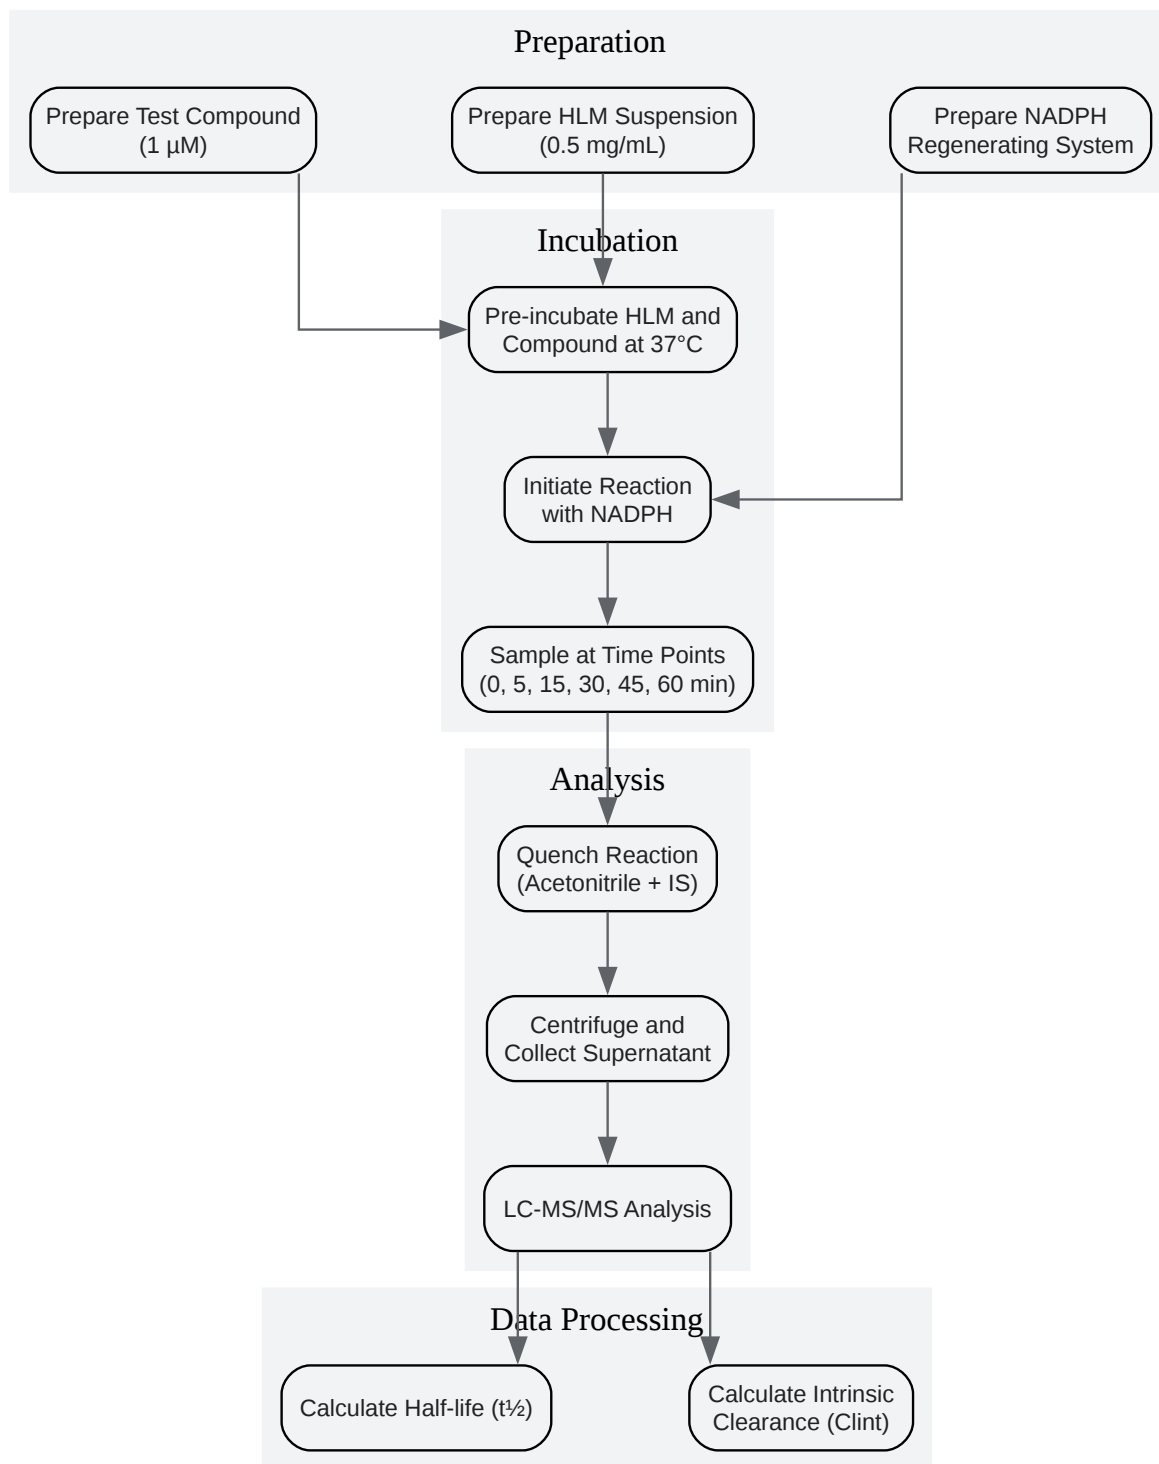 Preparation
Prepare Test Compound
(1 µM)
Prepare HLM Suspension
(0.5 mg/mL)
Prepare NADPH
Regenerating System
Incubation
Pre-incubate HLM and
Compound at 37°C
Initiate Reaction
with NADPH
Sample at Time Points
(0, 5, 15, 30, 45, 60 min)
Analysis
Quench Reaction
(Acetonitrile + IS)
Centrifuge and
Collect Supernatant
LC-MS/MS Analysis
Data Processing
Calculate Half-life (t½)
Calculate Intrinsic
Clearance (Clint)